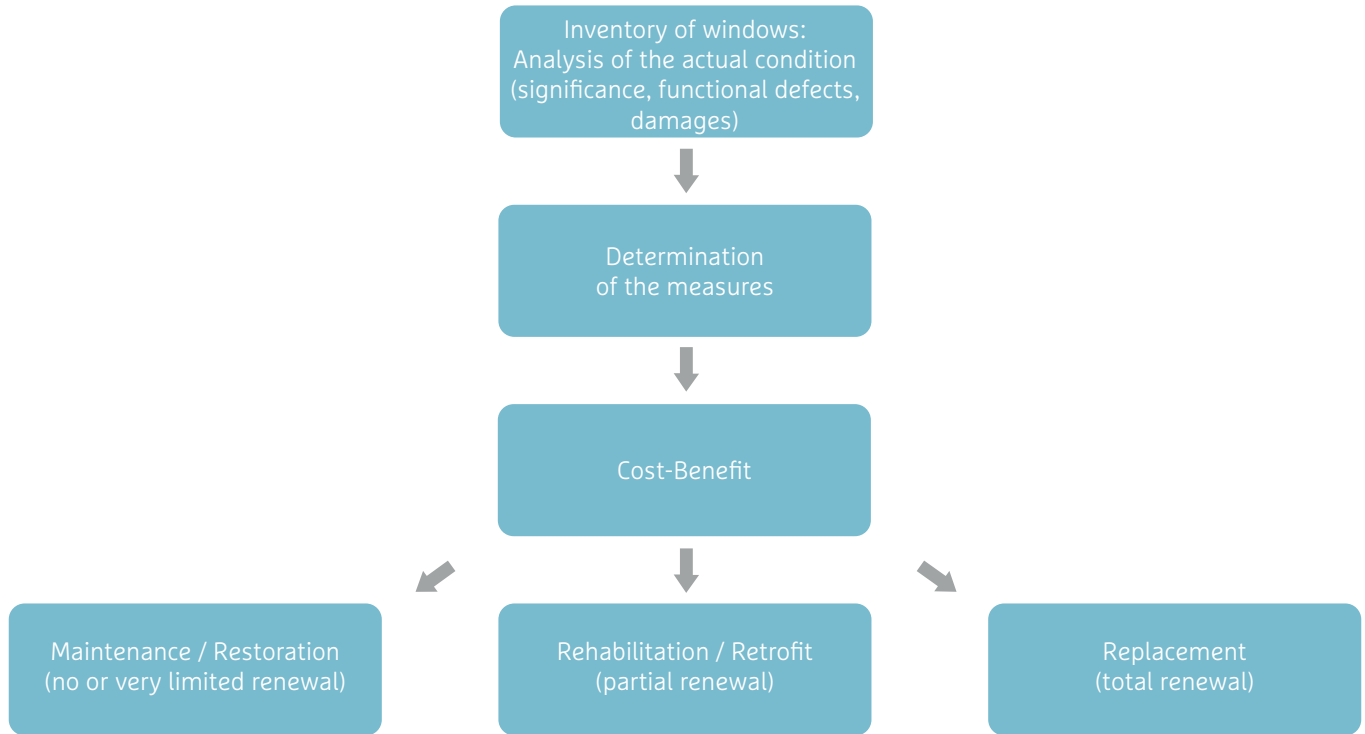 Inventory of windows:
Analysis of the actual condition
(significance, functional defects,
damages)
Determination
of the measures
Cost-Benefit
Maintenance / Restoration
(no or very limited renewal)
Rehabilitation / Retrofit
(partial renewal)
Replacement
(total renewal)